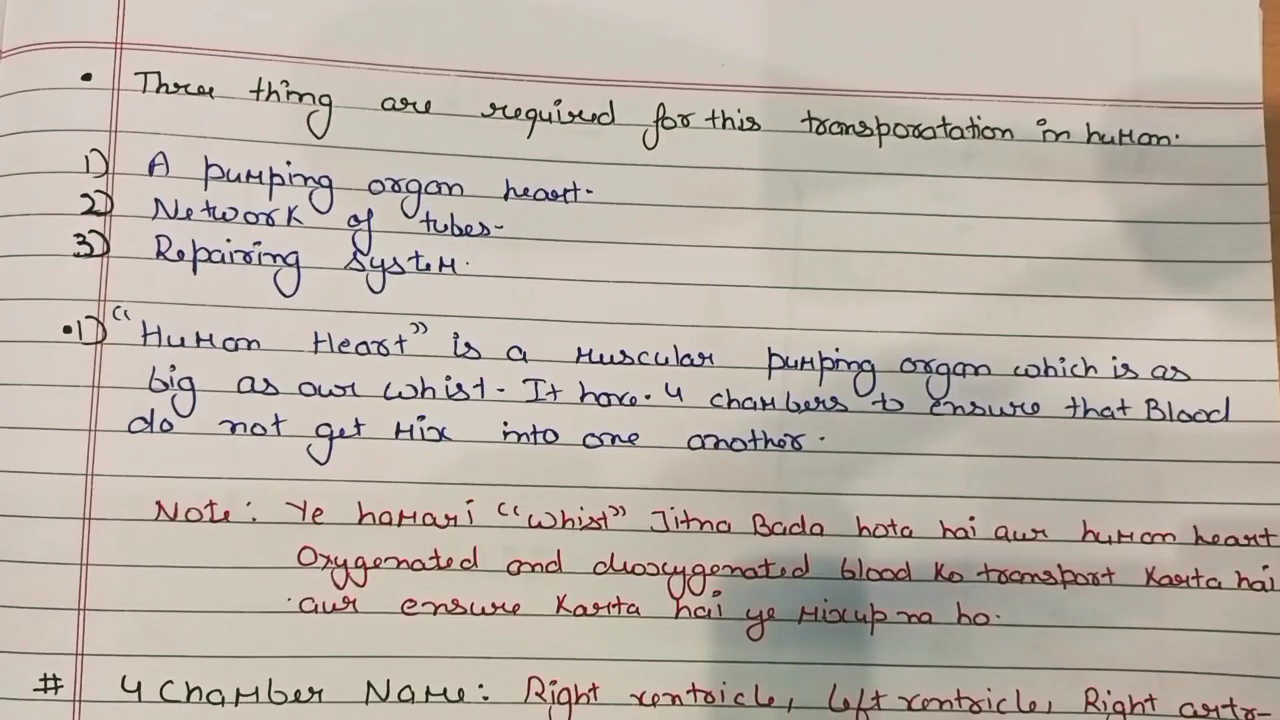 • Three thing are required for this transporatation in human.
1) A pumping organ heart.
2) Network of tubes.
3) Repairing System.
•1) "Human Heart" is a muscular pumping organ which is as
big as our whist. It have. 4 chambers to ensure that Blood
do not get mix into one another.
Note: Ye hamari "whist" Jitna Bada hota hai aur human heart
Oxygenated and deoxygenated blood ko transport Karta hai
aur ensure Karta hai ye mixup na ho.
# 4 Chamber Name: Right ventricle, left ventricle, Right artr-